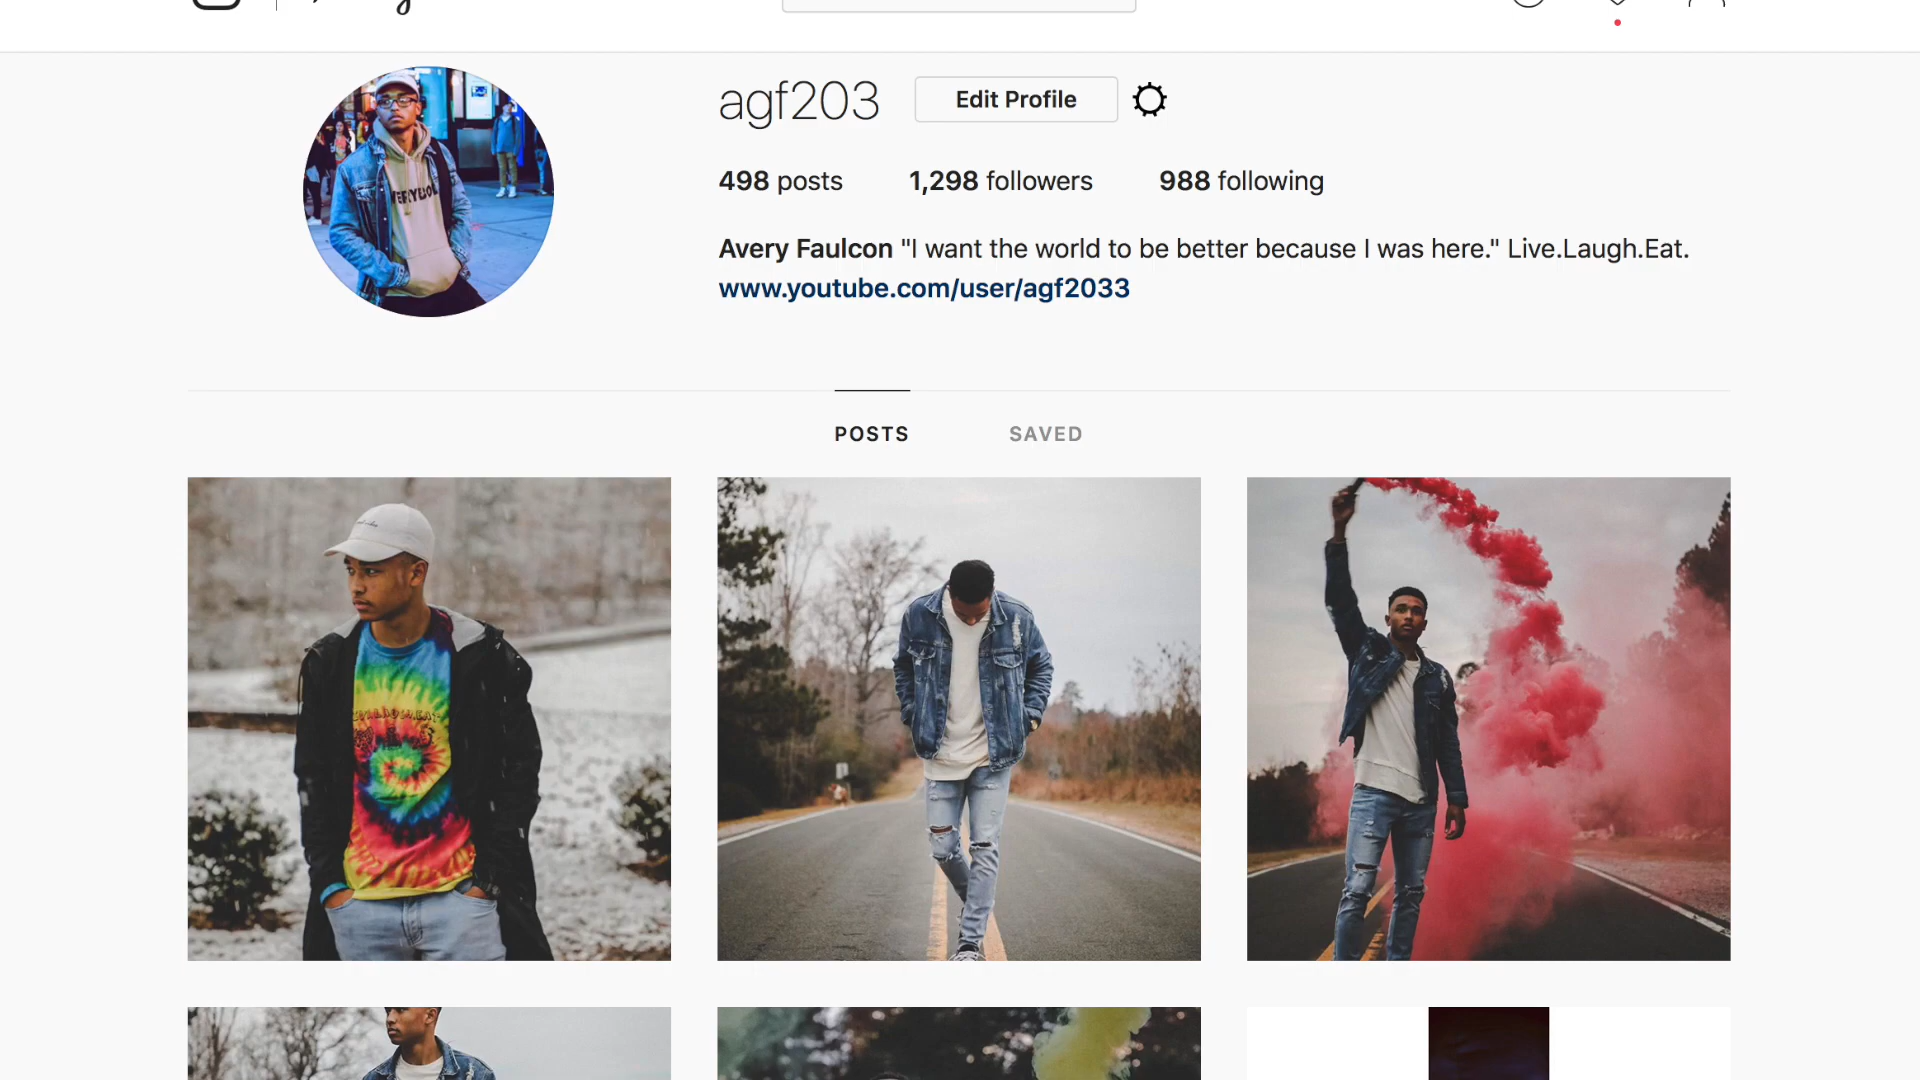 agf203 Edit Profile
498 posts 1,298 followers 988 following
Avery Faulcon "I want the world to be better because I was here." Live.Laugh.Eat.
www.youtube.com/user/agf2033
POSTS SAVED